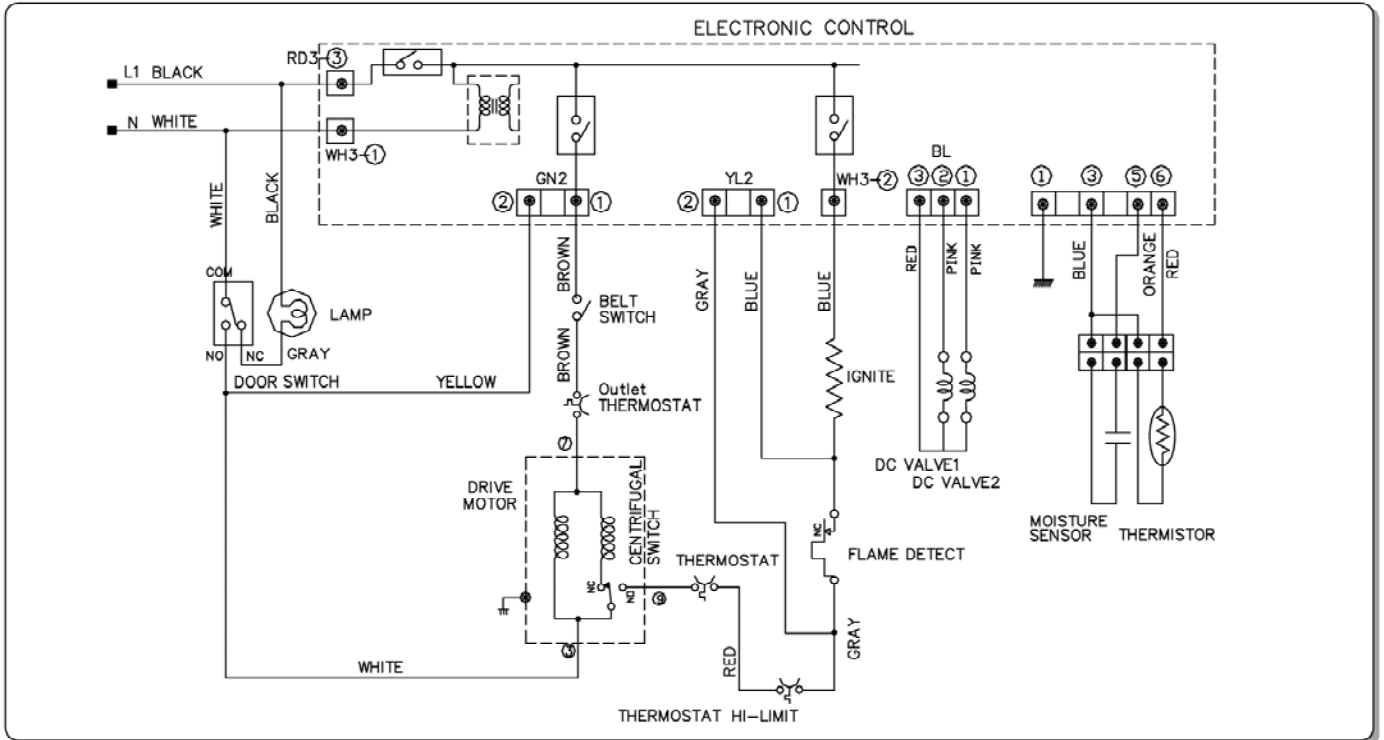 ELECTRONIC CONTROL
RD3-③
L1 BLACK
N WHITE
WH3-①
WHITE
BLACK
② GN2 ①
② YL2 ①
WH3-②
BL
③ ② ①
① ③ ⑤ ⑥
COM
LAMP
NO NC GRAY
DOOR SWITCH
YELLOW
BROWN
BELT
SWITCH
BROWN
Outlet
THERMOSTAT
GRAY
BLUE
BLUE
IGNITE
RED
PINK
PINK
BLUE
ORANGE
RED
DC VALVE1
DC VALVE2
MOISTURE
SENSOR
THERMISTOR
⑦
DRIVE
MOTOR
CENTRIFUGAL
SWITCH
NC
NO
⑨
THERMOSTAT
NC
FLAME DETECT
③
WHITE
RED
GRAY
THERMOSTAT HI-LIMIT